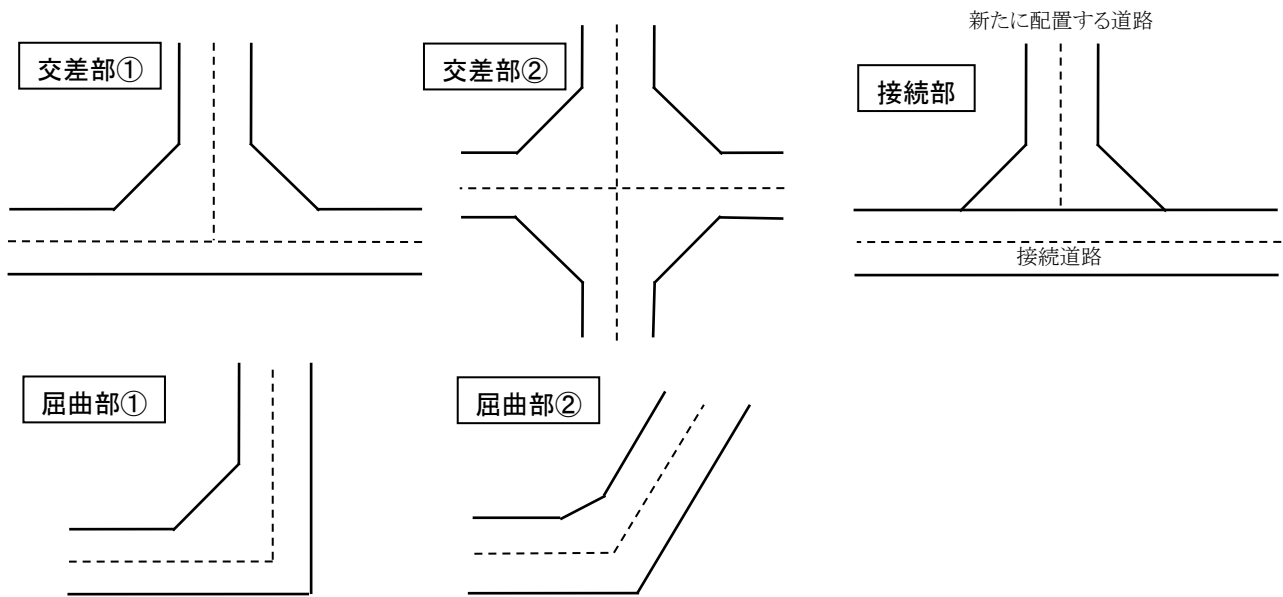 交差部①
交差部②
新たに配置する道路
接続部
接続道路
屈曲部①
屈曲部②